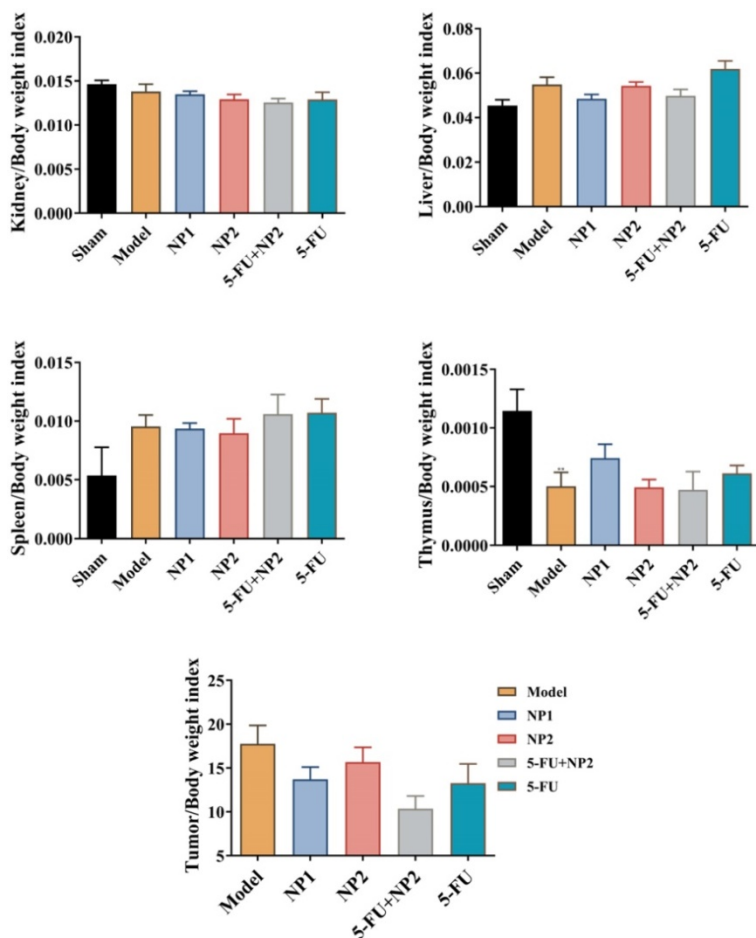 Kidney/Body weight index
0.020
0.015
0.010
0.005
0.000
Sham
Model
NP1
NP2
5-FU+NP2
5-FU
Liver/Body weight index
0.08
0.06
0.04
0.02
0.00
Sham
Model
NP1
NP2
5-FU+NP2
5-FU
Spleen/Body weight index
0.015
0.010
0.005
0.000
Sham
Model
NP1
NP2
5-FU+NP2
5-FU
Thymus/Body weight index
0.0015
0.0010
0.0005
0.0000
**
Sham
Model
NP1
NP2
5-FU+NP2
5-FU
Tumor/Body weight index
25
20
15
10
5
Model
NP1
NP2
5-FU+NP2
5-FU
Model
NP1
NP2
5-FU+NP2
5-FU